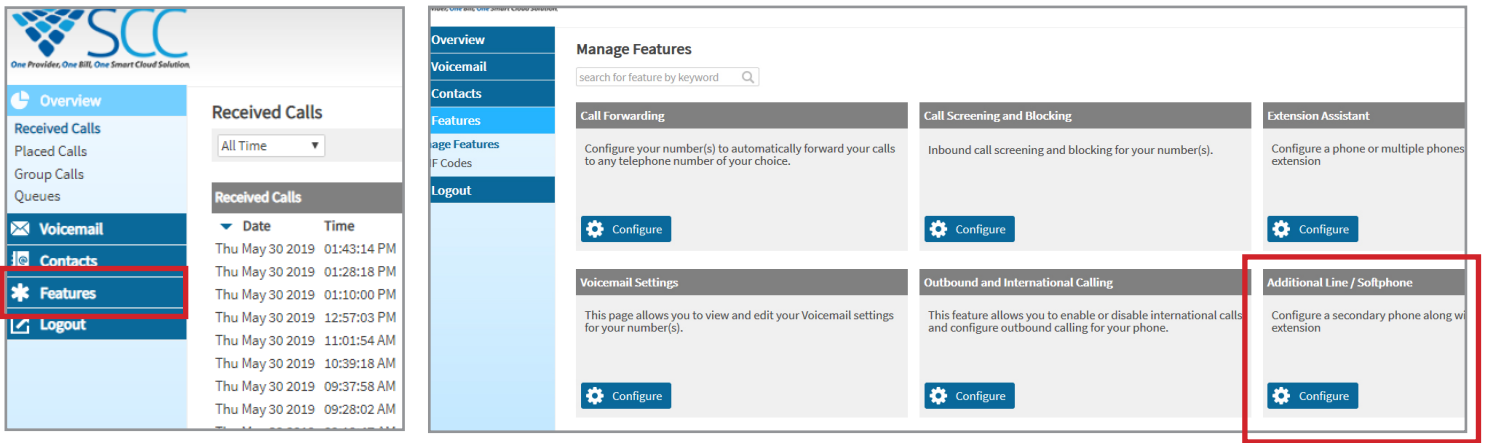 SCC
One Provider, One Bill, One Smart Cloud Solution,
Overview
Received Calls
Placed Calls
Group Calls
Queues
Voicemail
Contacts
Features
Logout
Received Calls
All Time
Received Calls
Date Time
Thu May 30 2019 01:43:14 PM
Thu May 30 2019 01:28:18 PM
Thu May 30 2019 01:10:00 PM
Thu May 30 2019 12:57:03 PM
Thu May 30 2019 11:01:54 AM
Thu May 30 2019 10:39:18 AM
Thu May 30 2019 09:37:58 AM
Thu May 30 2019 09:28:02 AM
One Bill, One Smart Cloud Solution,
Overview
Voicemail
Contacts
Features
age Features
F Codes
Logout
Manage Features
search for feature by keyword
Call Forwarding
Configure your number(s) to automatically forward your calls
to any telephone number of your choice.
Configure
Call Screening and Blocking
Inbound call screening and blocking for your number(s).
Configure
Extension Assistant
Configure a phone or multiple phones
extension
Configure
Voicemail Settings
This page allows you to view and edit your Voicemail settings
for your number(s).
Configure
Outbound and International Calling
This feature allows you to enable or disable international calls
and configure outbound calling for your phone.
Configure
Additional Line / Softphone
Configure a secondary phone along wi
extension
Configure